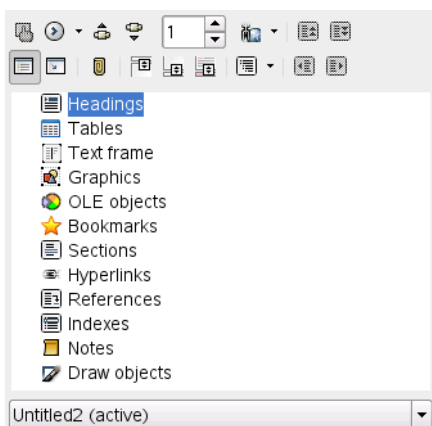 1
Headings
Tables
Text frame
Graphics
OLE objects
Bookmarks
Sections
Hyperlinks
References
Indexes
Notes
Draw objects
Untitled2 (active)